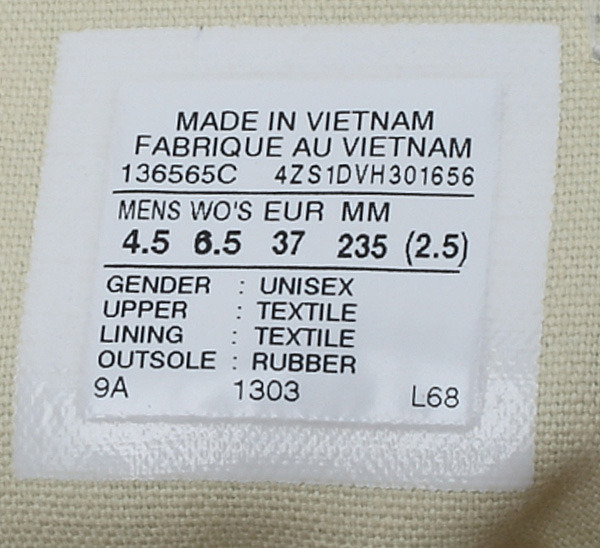 MADE IN VIETNAM
FABRIQUE AU VIETNAM
136565C 4ZS1DVH301656
MENS WO'S EUR MM
4.5 6.5 37 235 (2.5)
GENDER : UNISEX
UPPER : TEXTILE
LINING : TEXTILE
OUTSOLE : RUBBER
9A 1303 L68